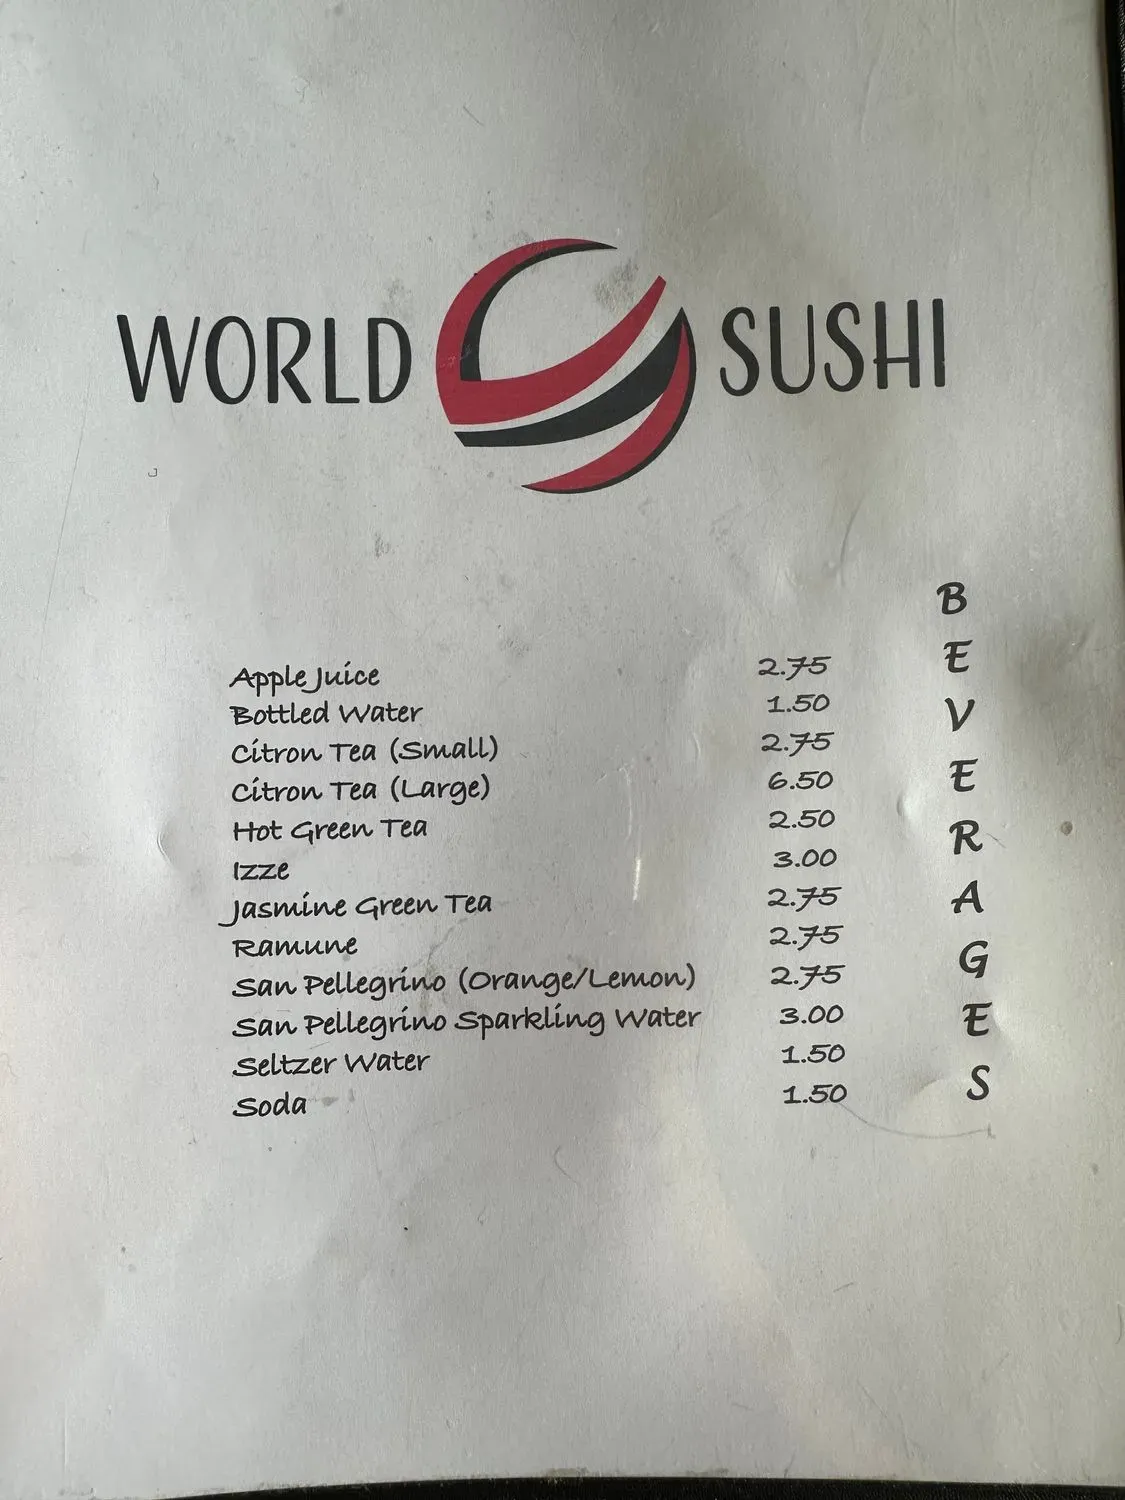 WORLD SUSHI
BEVERAGES
Apple Juice 2.75
Bottled Water 1.50
Citron Tea (Small) 2.75
Citron Tea (Large) 6.50
Hot Green Tea 2.50
Izze 3.00
Jasmine Green Tea 2.75
Ramune 2.75
San Pellegrino (Orange/Lemon) 2.75
San Pellegrino Sparkling Water 3.00
Seltzer Water 1.50
Soda 1.50